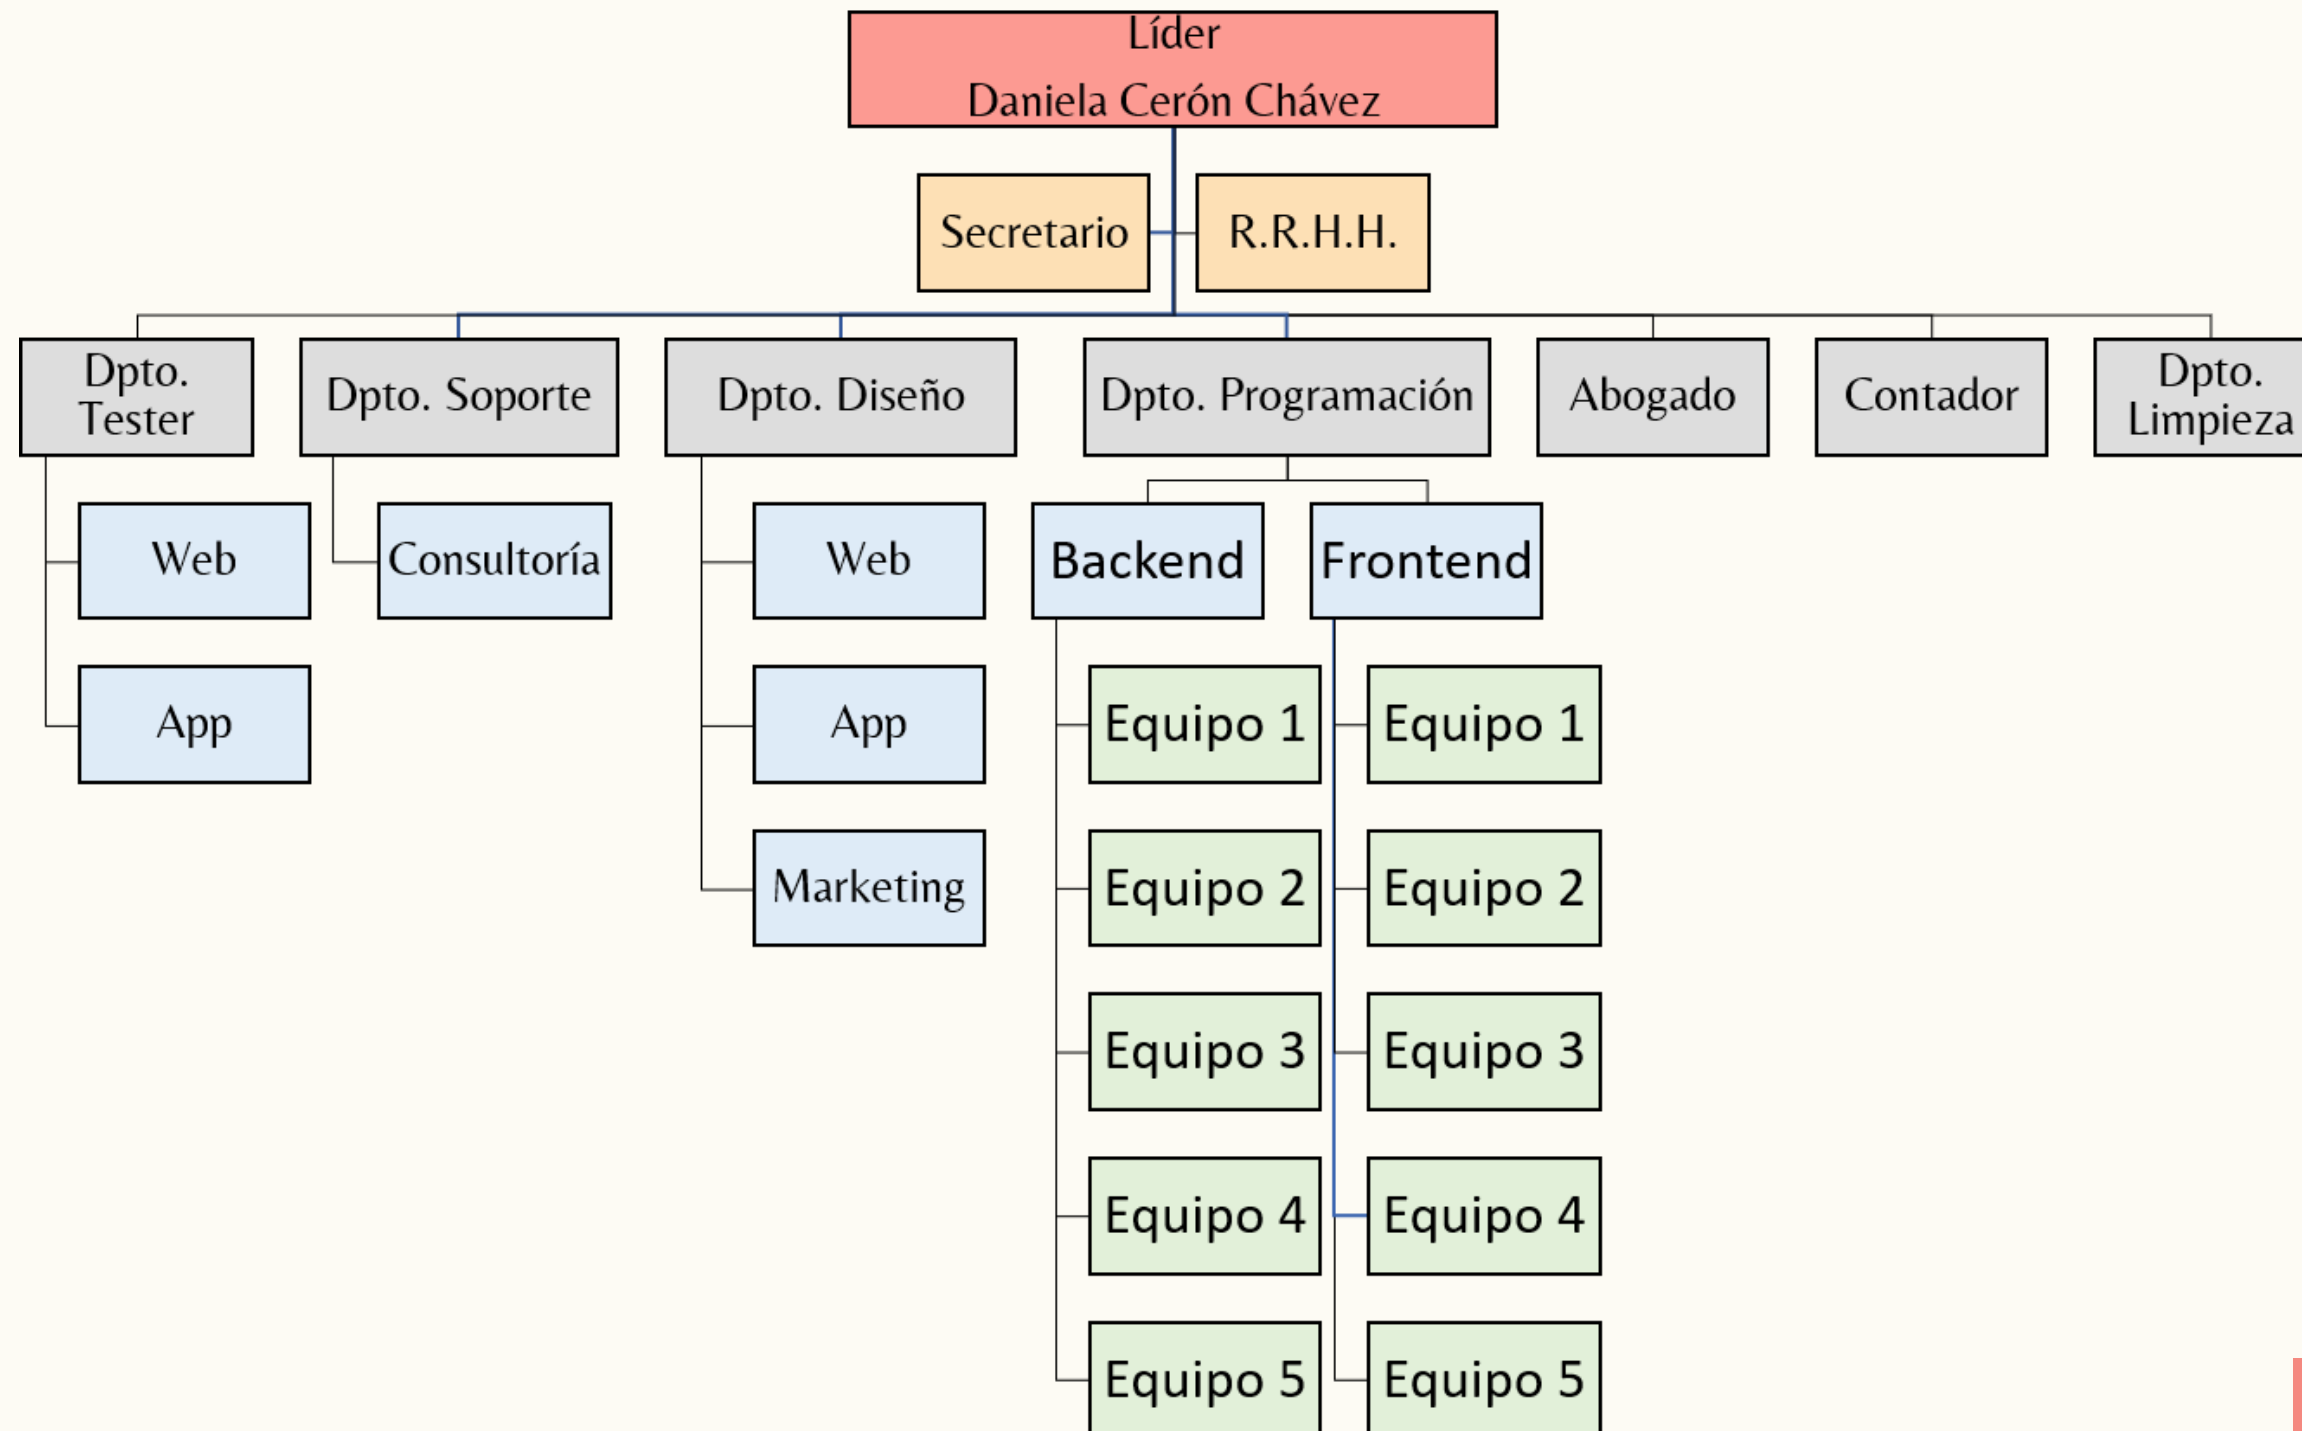 Líder
Daniela Cerón Chávez
Secretario
R.R.H.H.
Dpto.
Tester
Dpto. Soporte
Dpto. Diseño
Dpto. Programación
Abogado
Contador
Dpto.
Limpieza
Web
Consultoría
Web
Backend
Frontend
App
App
Equipo 1
Equipo 1
Marketing
Equipo 2
Equipo 2
Equipo 3
Equipo 3
Equipo 4
Equipo 4
Equipo 5
Equipo 5